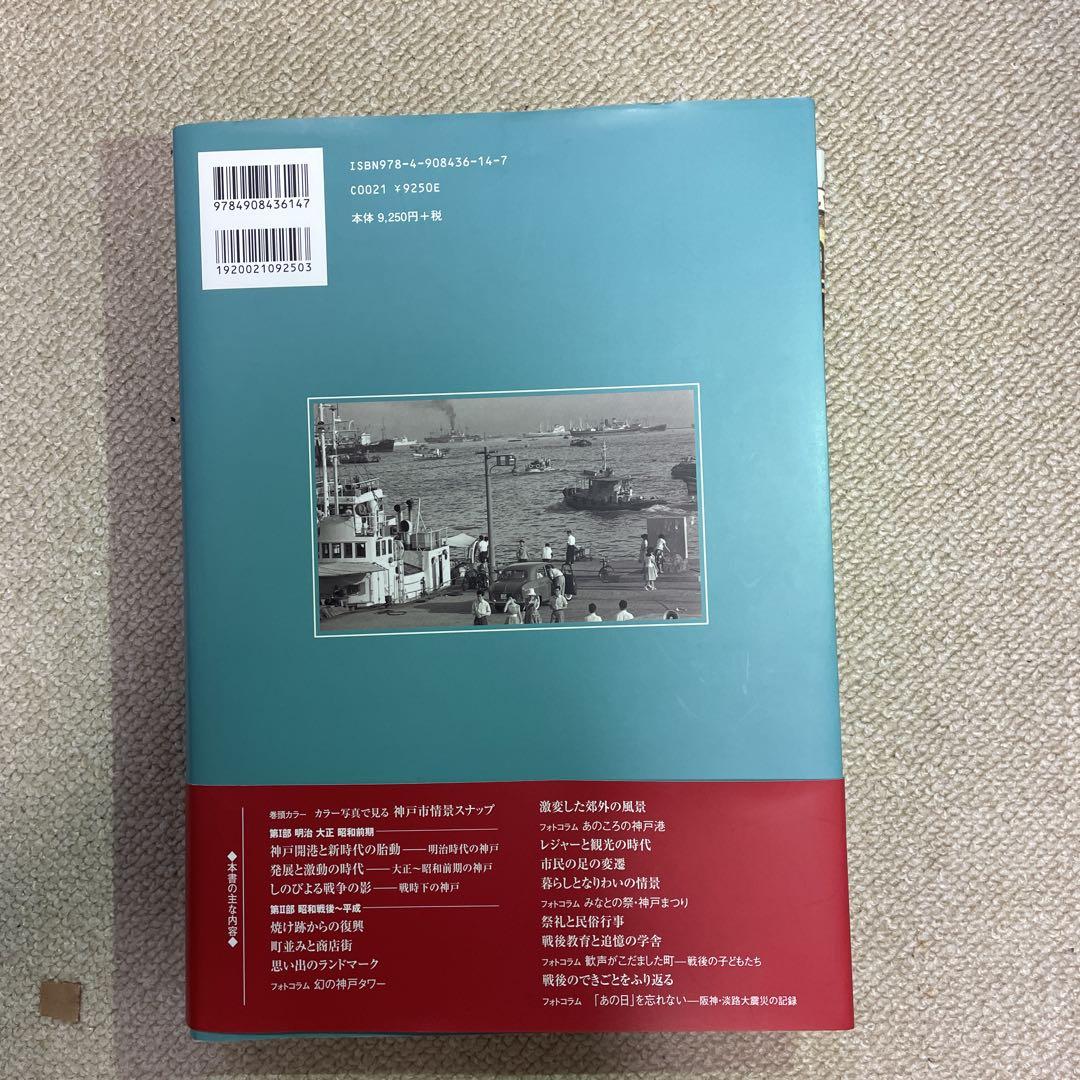 ISBN978-4-908436-14-7
C0021 ¥9250E
本体 9,250円+税
9784908436147
1920021092503
◆本書の主な内容◆
巻頭カラー カラー写真で見る 神戸市情景スナップ
第Ⅰ部 明治 大正 昭和前期
神戸開港と新時代の胎動――明治時代の神戸
発展と激動の時代――大正～昭和前期の神戸
しのびよる戦争の影――戦時下の神戸
第Ⅱ部 昭和戦後～平成
焼け跡からの復興
町並みと商店街
思い出のランドマーク
フォトコラム 幻の神戸タワー
激変した郊外の風景
フォトコラム あのころの神戸港
レジャーと観光の時代
市民の足の変遷
暮らしとなりわいの情景
フォトコラム みなとの祭・神戸まつり
祭礼と民俗行事
戦後教育と追憶の学舎
フォトコラム 歓声がこだました町―戦後の子どもたち
戦後のできごとをふり返る
フォトコラム 「あの日」を忘れない―阪神・淡路大震災の記録